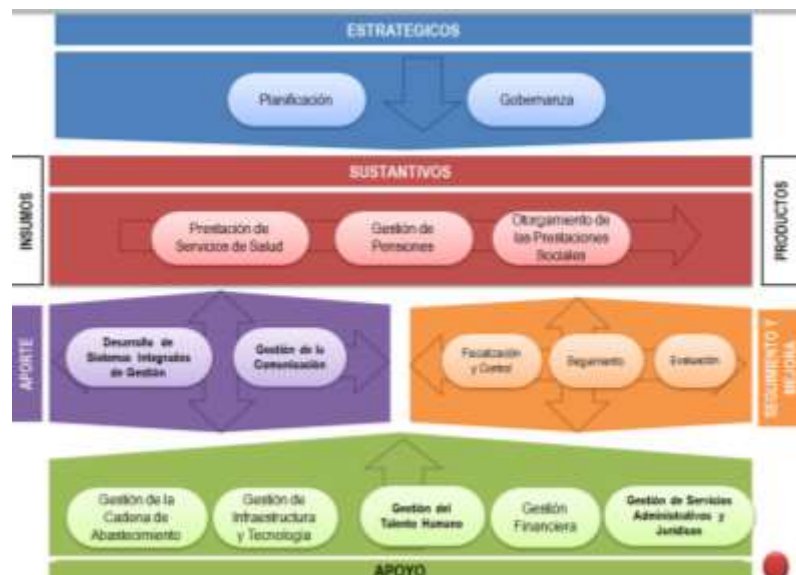 ESTRATEGICOS
Planificación
Gobernanza
SUSTANTIVOS
INSUMOS
PRODUCTOS
Prestación de
Servicios de Salud
Gestión de
Pensiones
Otorgamiento de
las Prestaciones
Sociales
APORTE
Desarrollo de
Sistemas Integrados
de Gestión
Gestión de la
Comunicación
Fiscalización
y Control
Seguimiento
Evaluación
SEGUIMIENTO Y
MEJORA
Gestión de la
Cadena de
Abastecimiento
Gestión de
Infraestructura
y Tecnología
Gestión del
Talento Humano
Gestión
Financiera
Gestión de Servicios
Administrativos y
Jurídicos
APOYO